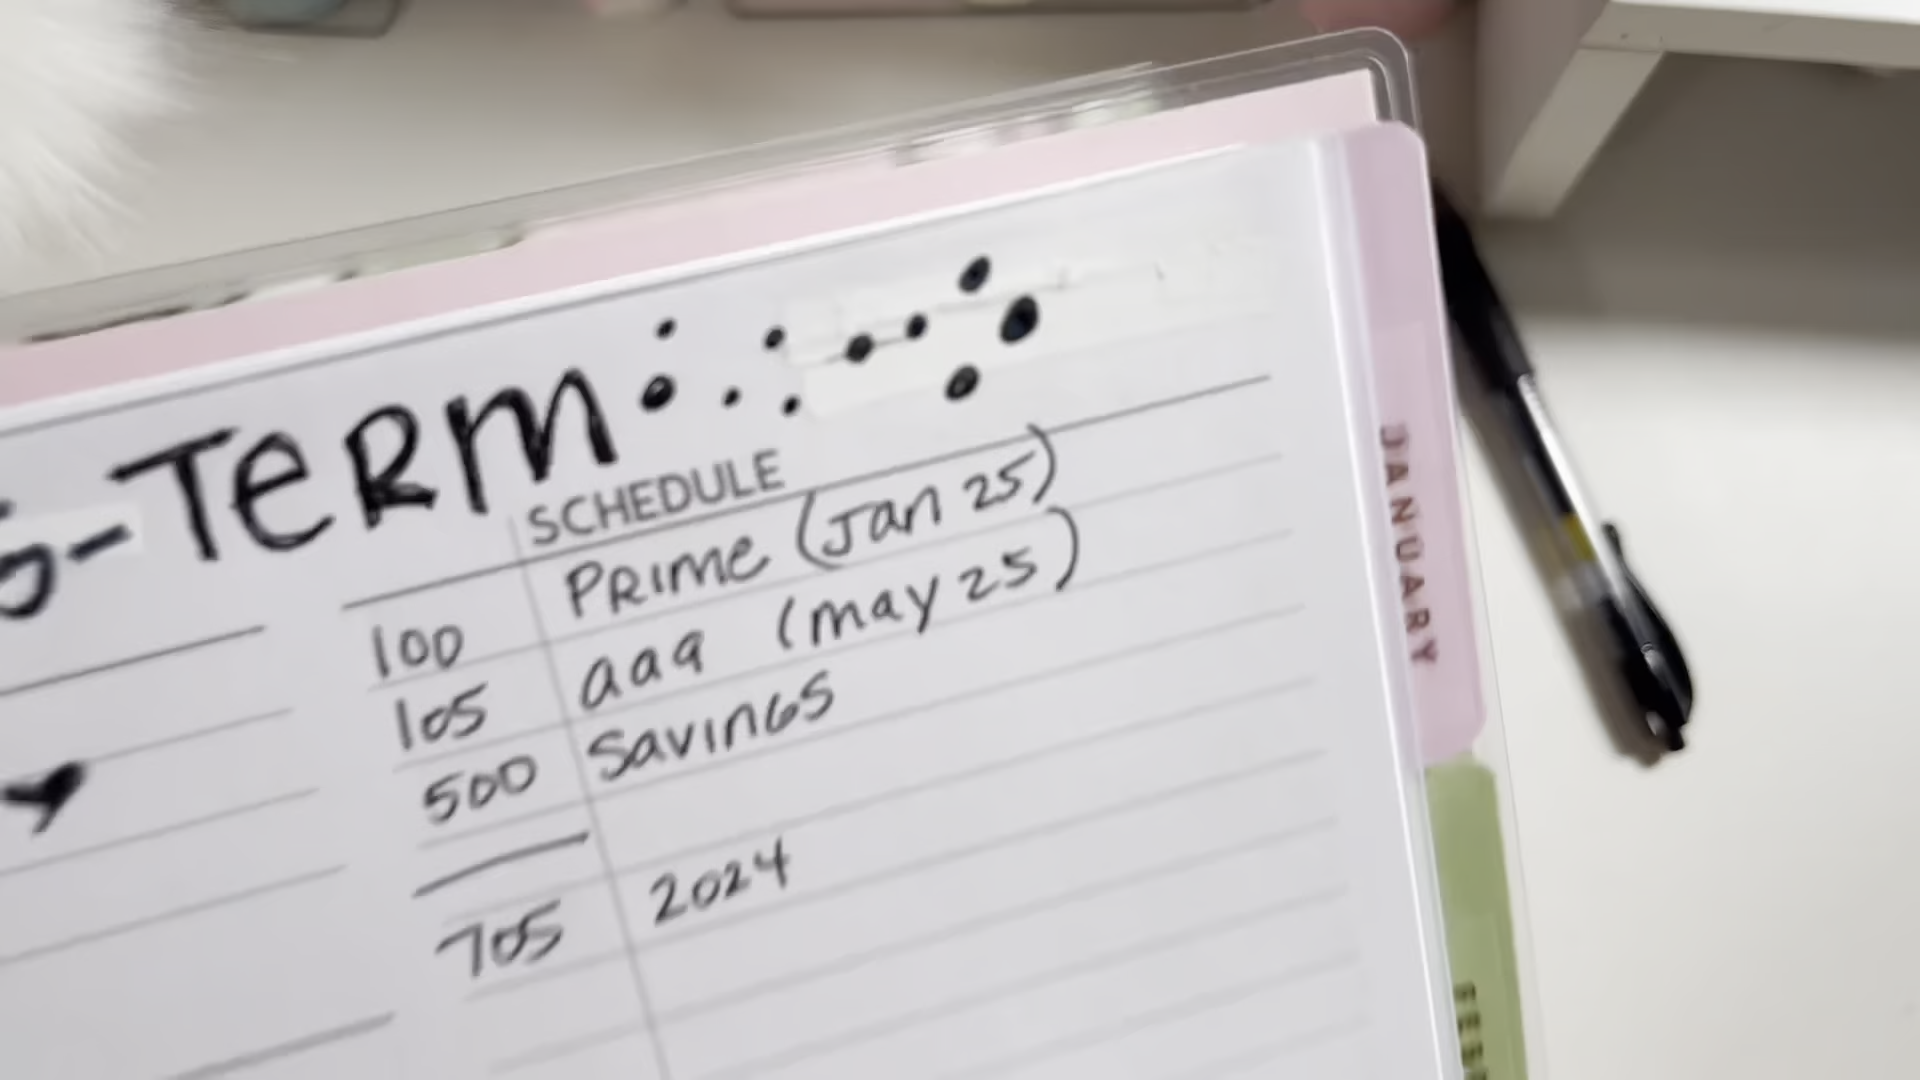 G-TERM:
SCHEDULE
100 PRIME (Jan 25)
105 aaa (may 25)
500 SavinGS
705 2024
JANUARY